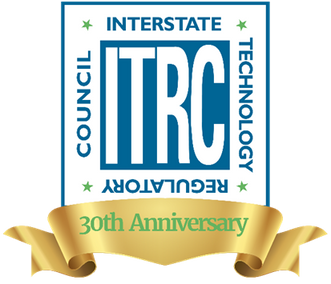 INTERSTATE
TECHNOLOGY
REGULATORY
COUNCIL
ITRC
30th Anniversary